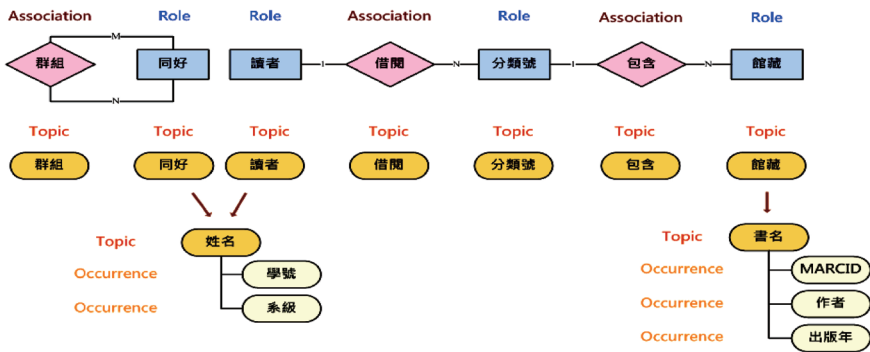 Association Role Association Role Association Role
群組 M N 同好 讀者 1 借閱 N 分類號 1 包含 N 館藏
Topic Topic Topic Topic Topic Topic Topic
群組 同好 讀者 借閱 分類號 包含 館藏
Topic 姓名 Topic 書名
Occurrence 學號 Occurrence MARCID
Occurrence 系級 Occurrence 作者
Occurrence 出版年